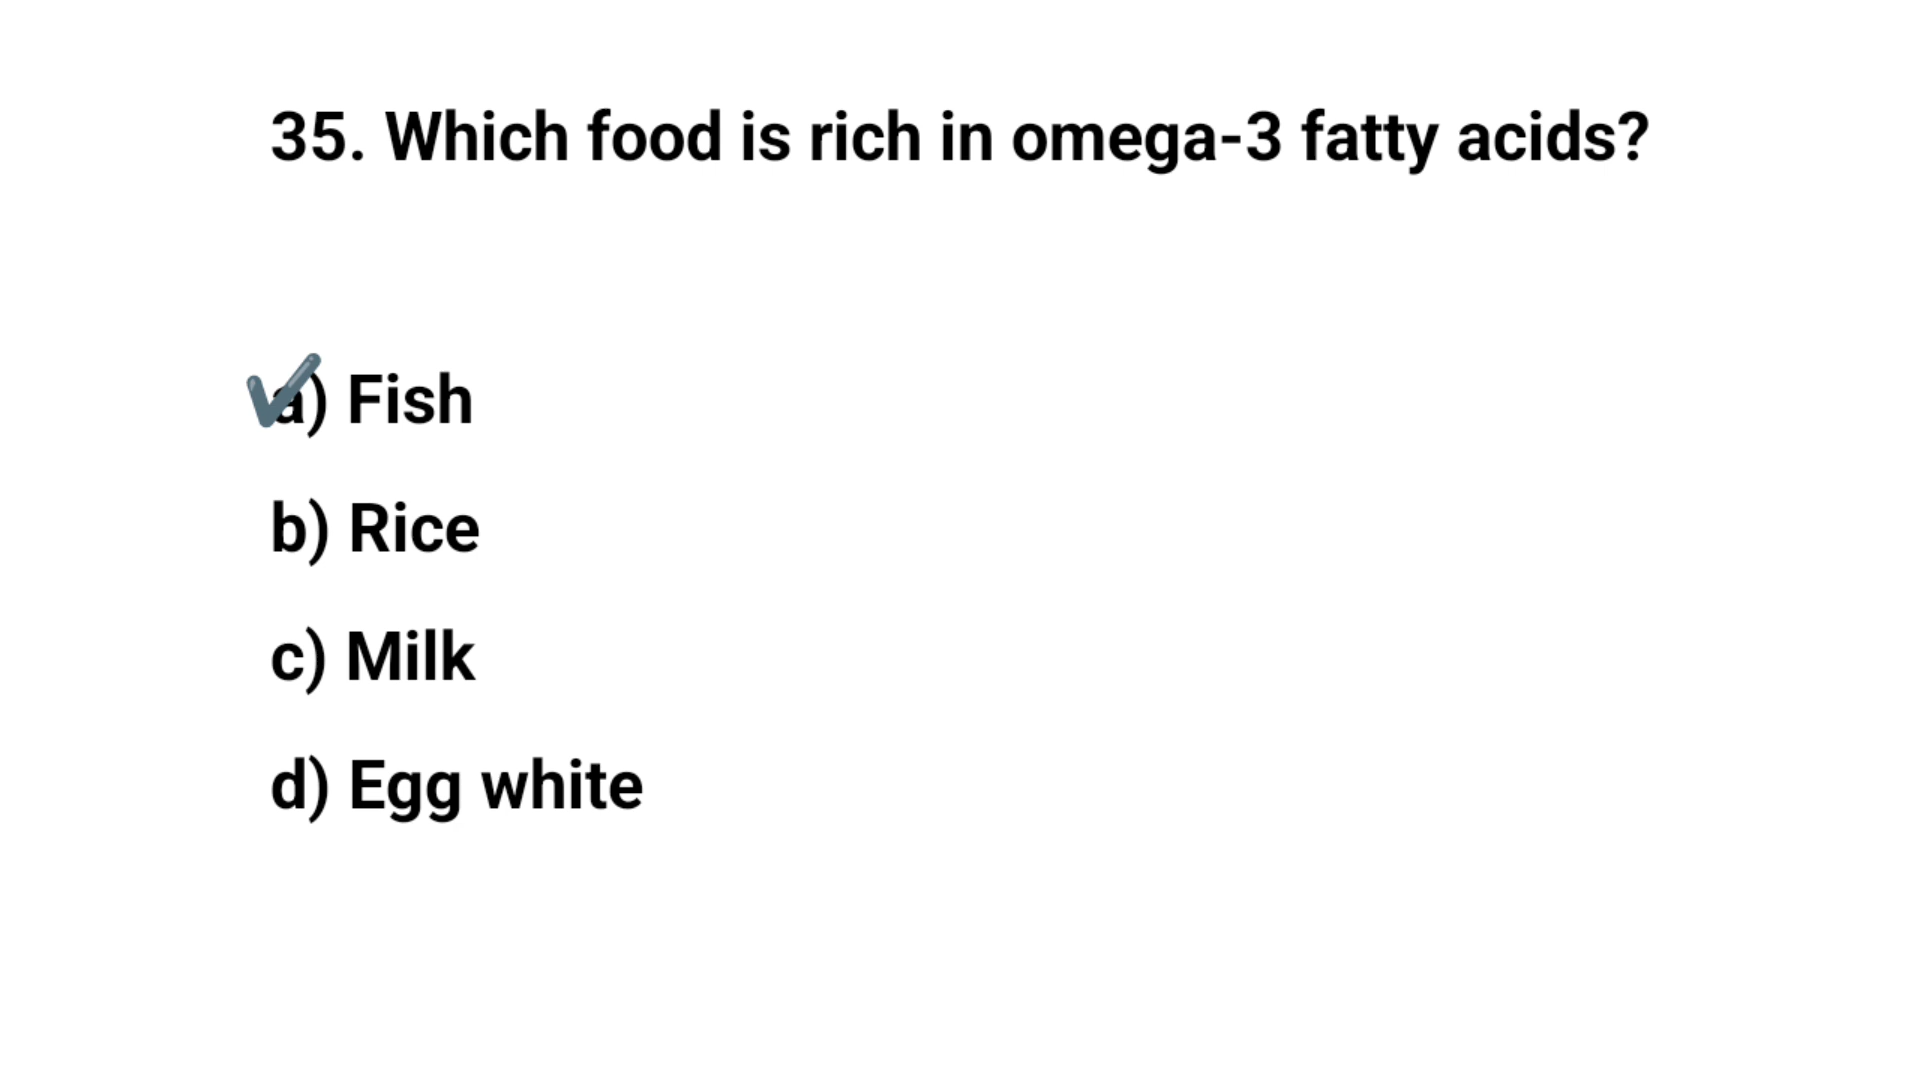 35. Which food is rich in omega-3 fatty acids?
a) Fish
b) Rice
c) Milk
d) Egg white